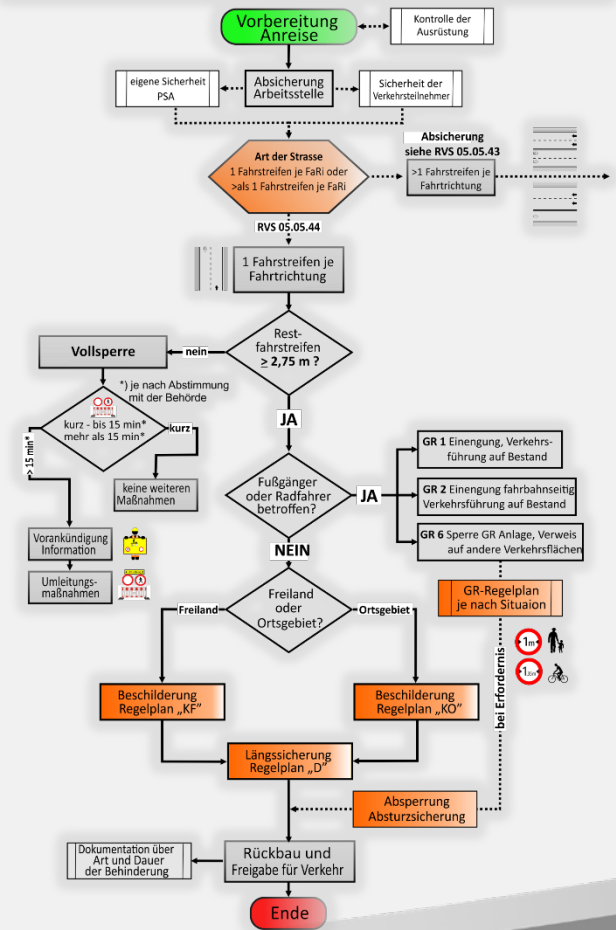 Vorbereitung
Anreise
Kontrolle der
Ausrüstung
eigene Sicherheit
PSA
Absicherung
Arbeitsstelle
Sicherheit der
Verkehrsteilnehmer
Art der Strasse
1 Fahrstreifen je FaRi oder
>als 1 Fahrstreifen je FaRi
Absicherung
siehe RVS 05.05.43
>1 Fahrstreifen je
Fahrtrichtung
RVS 05.05.44
1 Fahrstreifen je
Fahrtrichtung
Rest-
fahrstreifen
≥ 2,75 m ?
nein
Vollsperre
*) je nach Abstimmung
mit der Behörde
kurz - bis 15 min*
mehr als 15 min*
kurz
> 15 min*
keine weiteren
Maßnahmen
Vorankündigung
Information
Umleitungs-
maßnahmen
JA
Fußgänger
oder Radfahrer
betroffen?
JA
GR 1 Einengung, Verkehrs-
führung auf Bestand
GR 2 Einengung fahrbahnseitig
Verkehrsführung auf Bestand
GR 6 Sperre GR Anlage, Verweis
auf andere Verkehrsflächen
GR-Regelplan
je nach Situaion
1m
bei Erfordernis
NEIN
Freiland
oder
Ortsgebiet?
Freiland
Ortsgebiet
Beschilderung
Regelplan „KF"
Beschilderung
Regelplan „KO"
Längssicherung
Regelplan „D"
Absperrung
Absturzsicherung
Dokumentation über
Art und Dauer
der Behinderung
Rückbau und
Freigabe für Verkehr
Ende